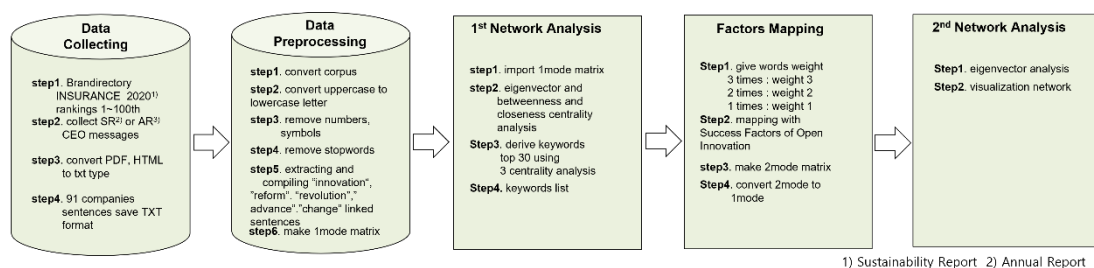 Data
Collecting
step1. Brandirectory
INSURANCE 2020¹⁾
rankings 1~100th
step2. collect SR²⁾ or AR³⁾
CEO messages
step3. convert PDF, HTML
to txt type
step4. 91 companies
sentences save TXT
format
Data
Preprocessing
step1. convert corpus
step2. convert uppercase to
lowercase letter
step3. remove numbers,
symbols
step4. remove stopwords
step5. extracting and
compiling “innovation“,
”reform“. “revolution”,”
advance”.”change“ linked
sentences
step6. make 1mode matrix
1st Network Analysis
step1. import 1mode matrix
step2. eigenvector and
betweenness and
closeness centrality
analysis
Step3. derive keywords
top 30 using
3 centrality analysis
Step4. keywords list
Factors Mapping
Step1. give words weight
3 times : weight 3
2 times : weight 2
1 times : weight 1
Step2. mapping with
Success Factors of Open
Innovation
step3. make 2mode matrix
Step4. convert 2mode to
1mode
2nd Network Analysis
Step1. eigenvector analysis
Step2. visualization network
1) Sustainability Report 2) Annual Report